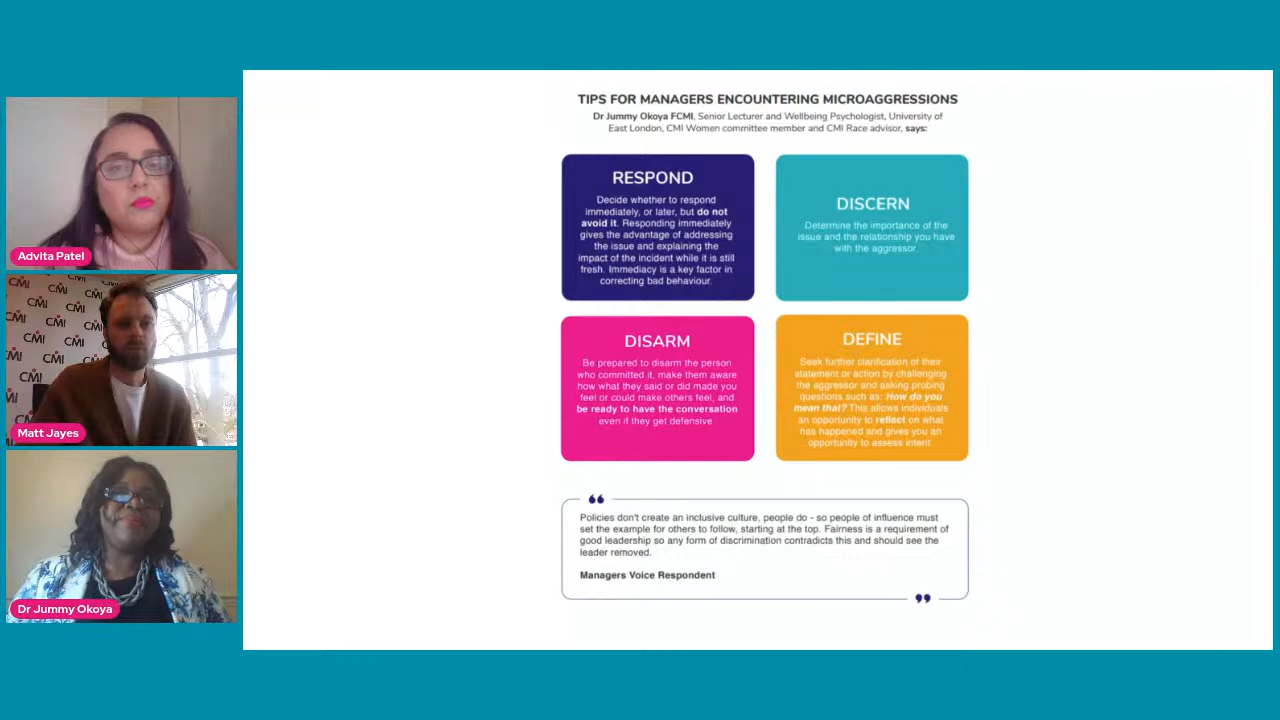 TIPS FOR MANAGERS ENCOUNTERING MICROAGGRESSIONS
Dr Jummy Okoya FCMI, Senior Lecturer and Wellbeing Psychologist, University of
East London, CMI Women committee member and CMI Race advisor, says:
RESPOND
Decide whether to respond
immediately, or later, but do not
avoid it. Responding immediately
gives the advantage of addressing
the issue and explaining the
impact of the incident while it is still
fresh. Immediacy is a key factor in
correcting bad behaviour.
DISCERN
Determine the importance of the
issue and the relationship you have
with the aggressor.
DISARM
Be prepared to disarm the person
who committed it, make them aware
how what they said or did made you
feel or could make others feel, and
be ready to have the conversation
even if they get defensive
DEFINE
Seek further clarification of their
statement or action by challenging
the aggressor and asking probing
questions such as: How do you
mean that? This allows individuals
an opportunity to reflect on what
has happened and gives you an
opportunity to assess intent.
“
Policies don't create an inclusive culture, people do - so people of influence must
set the example for others to follow, starting at the top. Fairness is a requirement of
good leadership so any form of discrimination contradicts this and should see the
leader removed.
Managers Voice Respondent
”
Advita Patel
CMI CMI CMI
CMI CMI
CMI CMI
CMI CMI
CMI
CMI
Matt Jayes
Dr Jummy Okoya